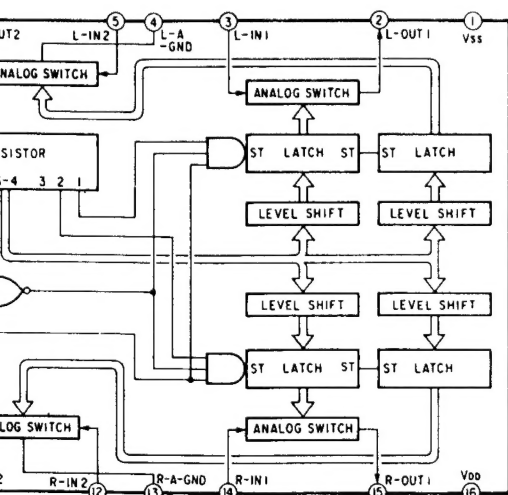 5 4 3 2 1
UT2 L-IN2 L-A L-IN1 L-OUT1 Vss
-GND
NALOG SWITCH
ANALOG SWITCH
SISTOR
ST LATCH ST
ST LATCH
-4 3 2 1
LEVEL SHIFT
LEVEL SHIFT
LEVEL SHIFT
LEVEL SHIFT
ST LATCH ST
ST LATCH
LOG SWITCH
ANALOG SWITCH
2 R-IN2 R-A-GND R-IN1 R-OUT1 VDD
12 13 14 15 16